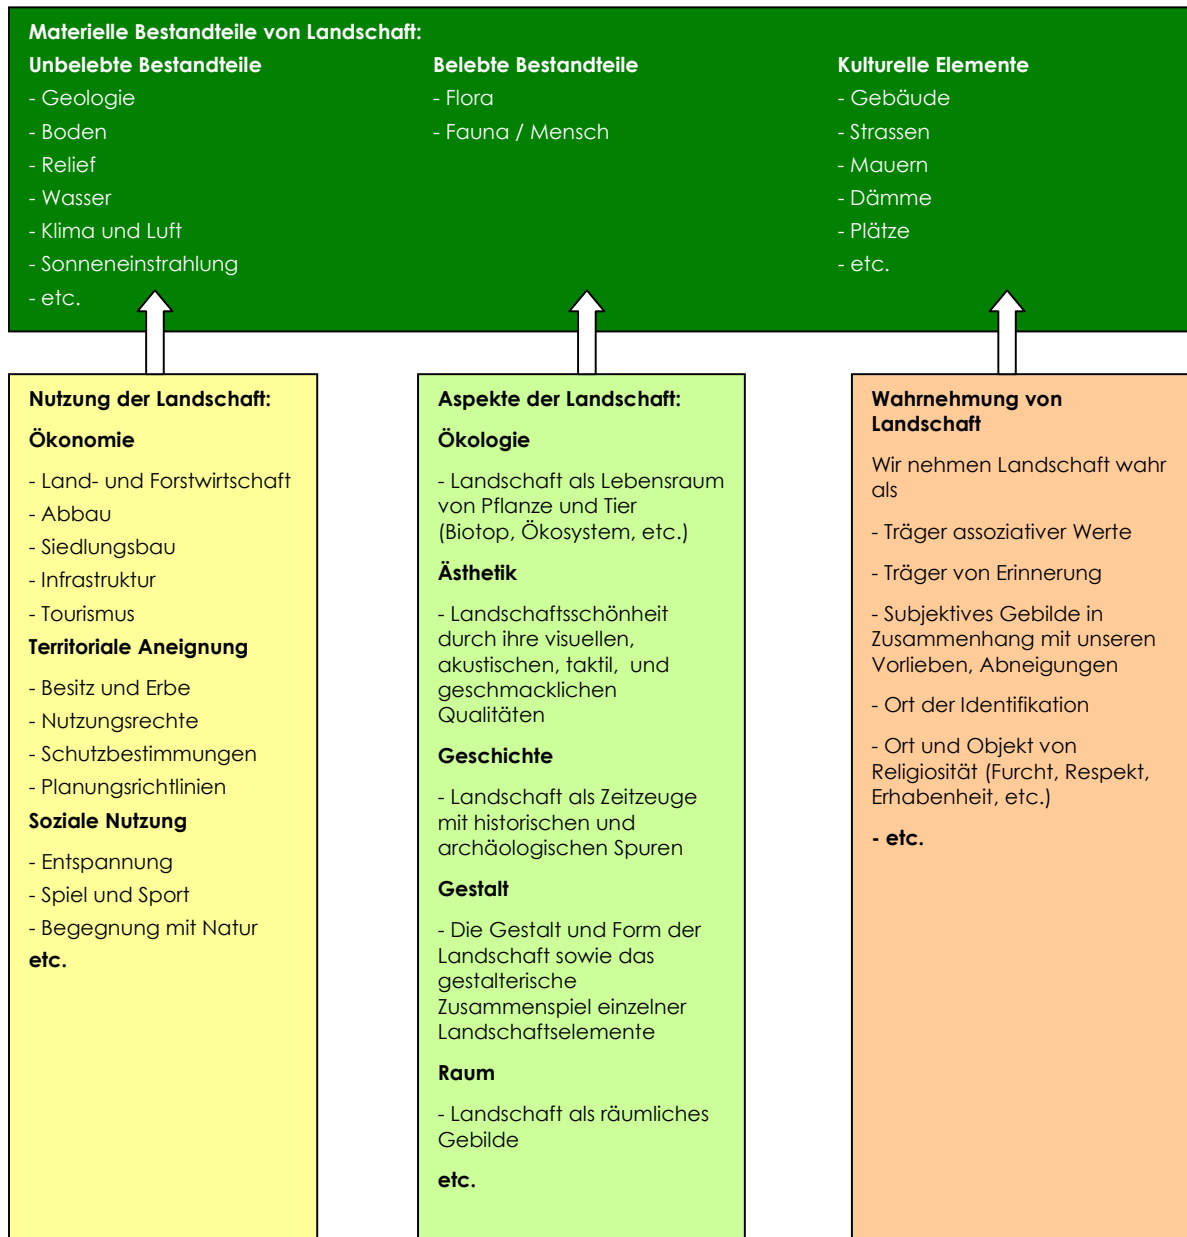 Materielle Bestandteile von Landschaft:
Unbelebte Bestandteile
- Geologie
- Boden
- Relief
- Wasser
- Klima und Luft
- Sonneneinstrahlung
- etc.
Belebte Bestandteile
- Flora
- Fauna / Mensch
Kulturelle Elemente
- Gebäude
- Strassen
- Mauern
- Dämme
- Plätze
- etc.
Nutzung der Landschaft:
Ökonomie
- Land- und Forstwirtschaft
- Abbau
- Siedlungsbau
- Infrastruktur
- Tourismus
Territoriale Aneignung
- Besitz und Erbe
- Nutzungsrechte
- Schutzbestimmungen
- Planungsrichtlinien
Soziale Nutzung
- Entspannung
- Spiel und Sport
- Begegnung mit Natur
etc.
Aspekte der Landschaft:
Ökologie
- Landschaft als Lebensraum
von Pflanze und Tier
(Biotop, Ökosystem, etc.)
Ästhetik
- Landschaftsschönheit
durch ihre visuellen,
akustischen, taktil, und
geschmacklichen
Qualitäten
Geschichte
- Landschaft als Zeitzeuge
mit historischen und
archäologischen Spuren
Gestalt
- Die Gestalt und Form der
Landschaft sowie das
gestalterische
Zusammenspiel einzelner
Landschaftselemente
Raum
- Landschaft als räumliches
Gebilde
etc.
Wahrnehmung von
Landschaft
Wir nehmen Landschaft wahr
als
- Träger assoziativer Werte
- Träger von Erinnerung
- Subjektives Gebilde in
Zusammenhang mit unseren
Vorlieben, Abneigungen
- Ort der Identifikation
- Ort und Objekt von
Religiosität (Furcht, Respekt,
Erhabenheit, etc.)
- etc.